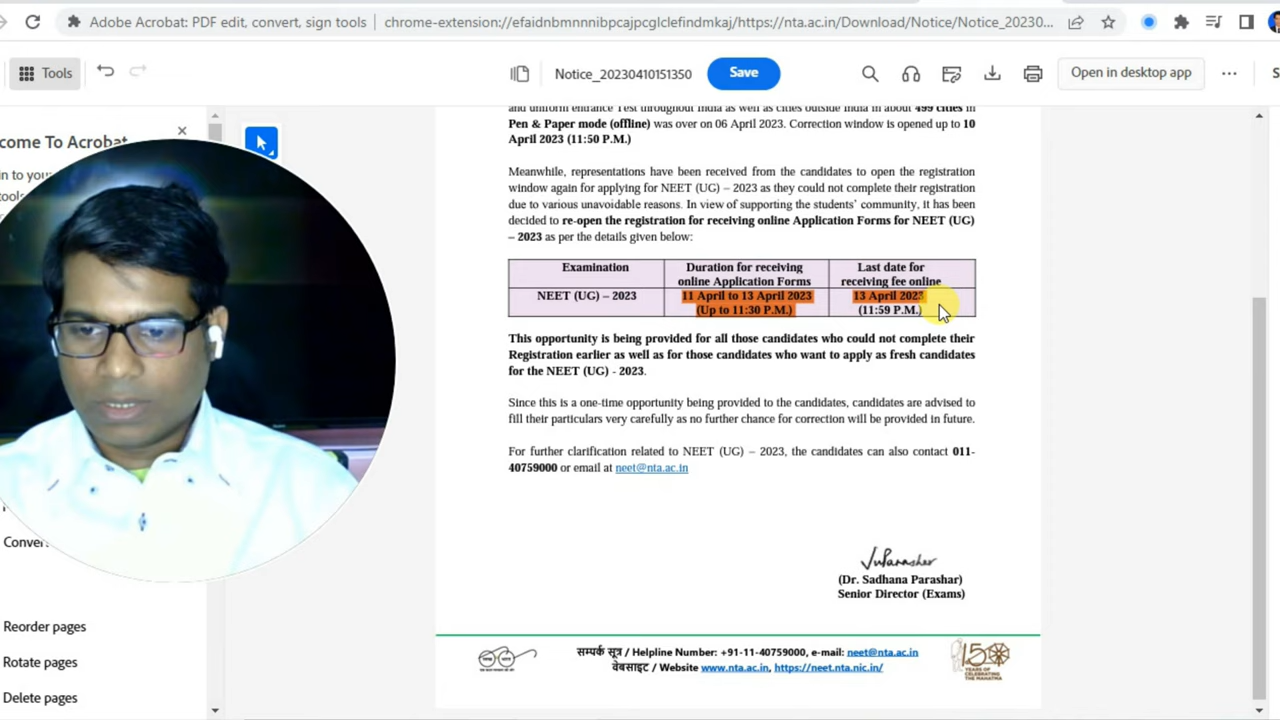 Adobe Acrobat: PDF edit, convert, sign tools
chrome-extension://efaidnbmnnnibpcajpcglclefindmkaj/https://nta.ac.in/Download/Notice/Notice_20230...
Tools
Notice_20230410151350
Save
Open in desktop app
come To Acrobat
in to you
tools
Conver
Reorder pages
Rotate pages
Delete pages
and uniform entrance Test throughout India as well as cities outside India in about 499 cities in
Pen & Paper mode (offline) was over on 06 April 2023. Correction window is opened up to 10
April 2023 (11:50 P.M.)
Meanwhile, representations have been received from the candidates to open the registration
window again for applying for NEET (UG) – 2023 as they could not complete their registration
due to various unavoidable reasons. In view of supporting the students' community, it has been
decided to re-open the registration for receiving online Application Forms for NEET (UG)
– 2023 as per the details given below:
Examination
Duration for receiving
online Application Forms
Last date for
receiving fee online
NEET (UG) – 2023
11 April to 13 April 2023
(Up to 11:30 P.M.)
13 April 2023
(11:59 P.M.)
This opportunity is being provided for all those candidates who could not complete their
Registration earlier as well as for those candidates who want to apply as fresh candidates
for the NEET (UG) - 2023.
Since this is a one-time opportunity being provided to the candidates, candidates are advised to
fill their particulars very carefully as no further chance for correction will be provided in future.
For further clarification related to NEET (UG) – 2023, the candidates can also contact 011-
40759000 or email at neet@nta.ac.in
(Dr. Sadhana Parashar)
Senior Director (Exams)
सम्पर्क सूत्र / Helpline Number: +91-11-40759000, e-mail: neet@nta.ac.in
वेबसाइट / Website www.nta.ac.in, https://neet.nta.nic.in/
150
YEARS OF
CELEBRATING
THE MAHATMA